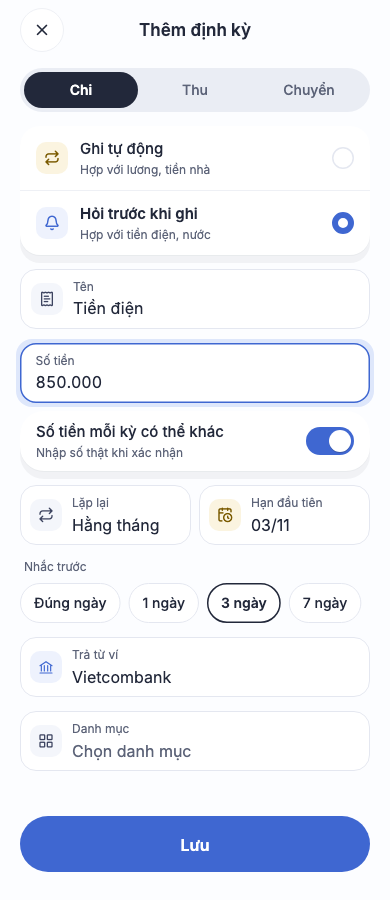 Thêm định kỳ
Chi
Thu
Chuyển
Ghi tự động
Hợp với lương, tiền nhà
Hỏi trước khi ghi
Hợp với tiền điện, nước
Tên
Tiền điện
Số tiền
850.000
Số tiền mỗi kỳ có thể khác
Nhập số thật khi xác nhận
Lặp lại
Hằng tháng
Hạn đầu tiên
03/11
Nhắc trước
Đúng ngày
1 ngày
3 ngày
7 ngày
Trả từ ví
Vietcombank
Danh mục
Chọn danh mục
Lưu